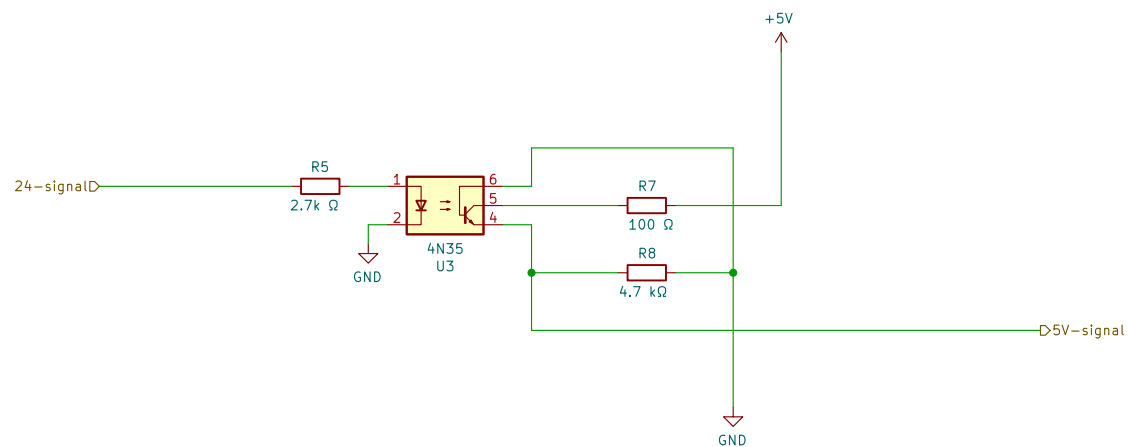 +5V
R5
2.7k Ω
24-signal
1
2
6
5
4
R7
100 Ω
4N35
U3
GND
R8
4.7 kΩ
5V-signal
GND